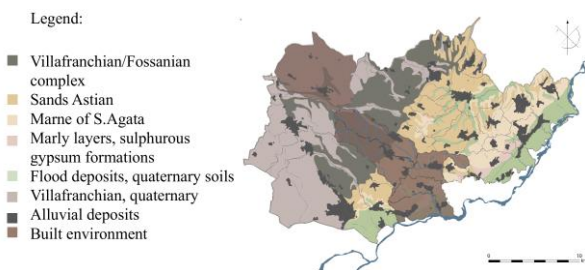 Legend:
Villafranchian/Fossanian
complex
Sands Astian
Marne of S.Agata
Marly layers, sulphurous
gypsum formations
Flood deposits, quaternary soils
Villafranchian, quaternary
Alluvial deposits
Built environment
0